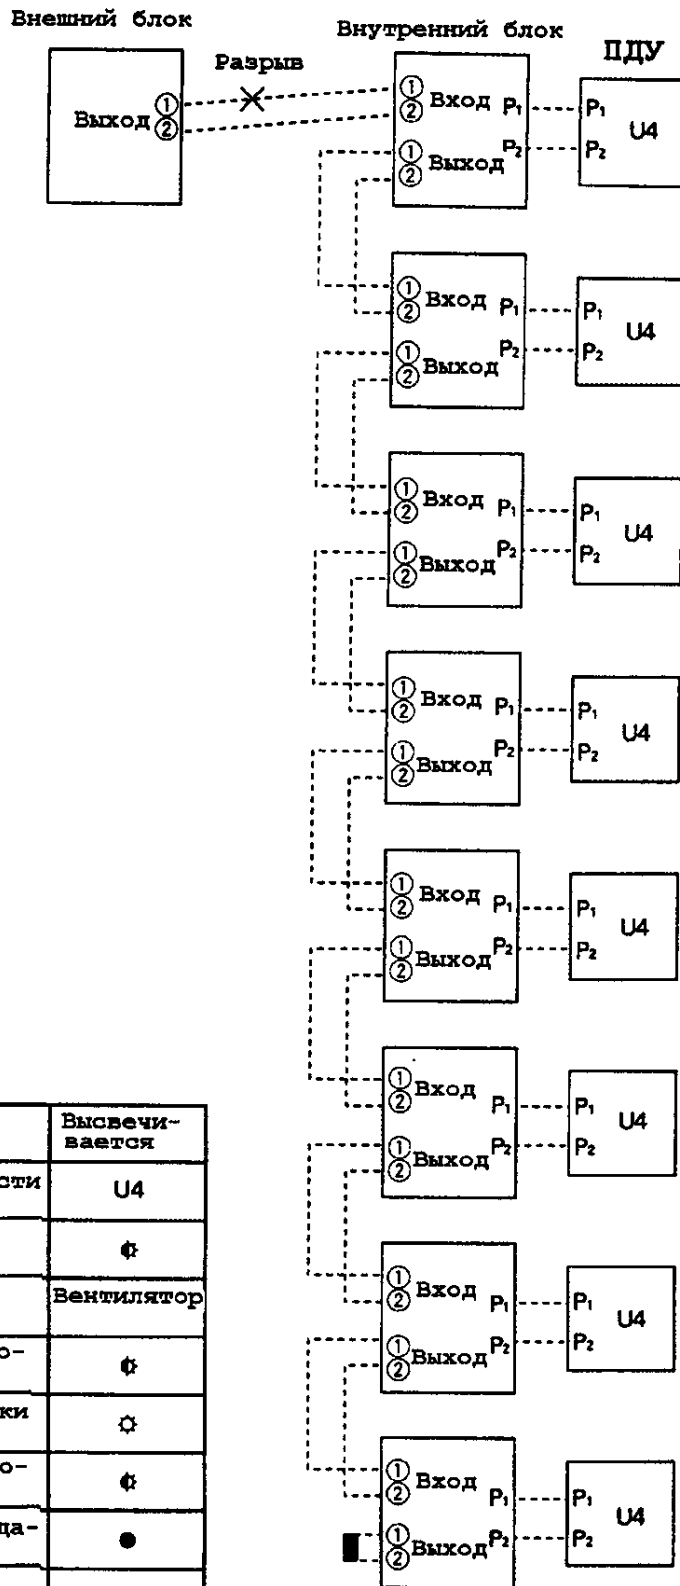 Внешний блок
Внутренний блок
ПДУ
Разрыв
Выход ① ②
① ② Вход P₁ P₁ U4
① ② Выход P₂ P₂
① ② Вход P₁ P₁ U4
① ② Выход P₂ P₂
① ② Вход P₁ P₁ U4
① ② Выход P₂ P₂
① ② Вход P₁ P₁ U4
① ② Выход P₂ P₂
① ② Вход P₁ P₁ U4
① ② Выход P₂ P₂
① ② Вход P₁ P₁ U4
① ② Выход P₂ P₂
① ② Вход P₁ P₁ U4
① ② Выход P₂ P₂
① ② Вход P₁ P₁ U4
① ② Выход P₂ P₂
Высвечи-
вается
сти U4
Вентилятор
о-
ки
о-
да-